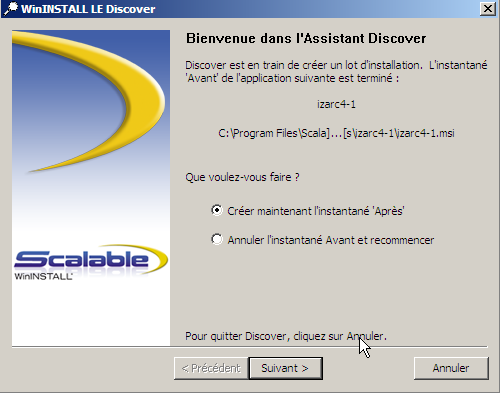 WinINSTALL LE Discover
Bienvenue dans l'Assistant Discover
Discover est en train de créer un lot d'installation. L'instantané
'Avant' de l'application suivante est terminé :
izarc4-1
C:\Program Files\Scala]...[s\izarc4-1\izarc4-1.msi
Que voulez-vous faire ?
Créer maintenant l'instantané 'Après'
Annuler l'instantané Avant et recommencer
Scalable
WinINSTALL
Pour quitter Discover, cliquez sur Annuler.
< Précédent
Suivant >
Annuler